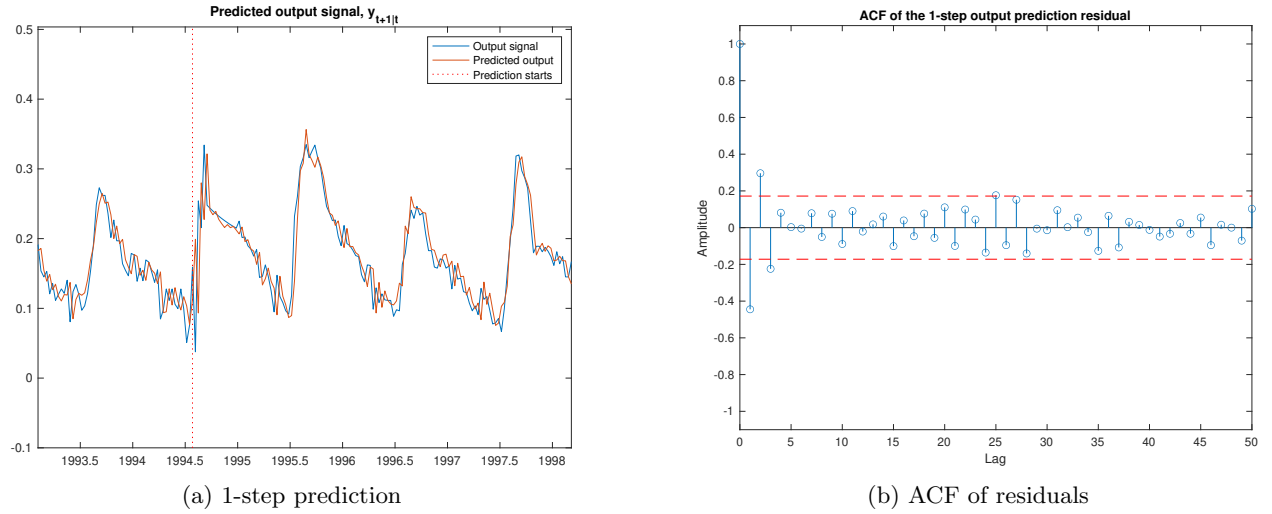 Predicted output signal, y_{t+1|t}
Output signal
Predicted output
Prediction starts
0.5
0.4
0.3
0.2
0.1
0
-0.1
1993.5 1994 1994.5 1995 1995.5 1996 1996.5 1997 1997.5 1998
(a) 1-step prediction
ACF of the 1-step output prediction residual
1
0.8
0.6
0.4
0.2
0
-0.2
-0.4
-0.6
-0.8
-1
Amplitude
0 5 10 15 20 25 30 35 40 45 50
Lag
(b) ACF of residuals